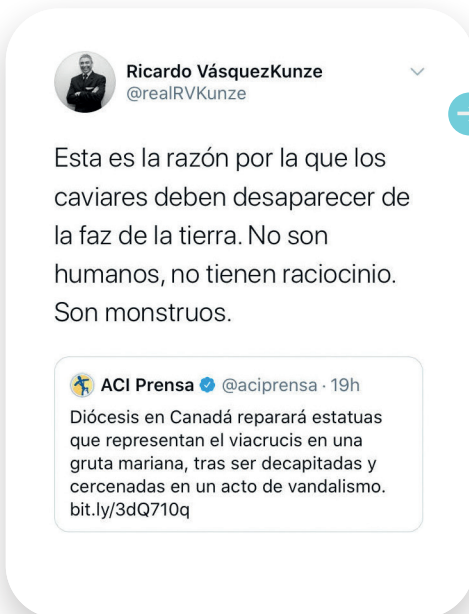 Ricardo VásquezKunze
@realRVKunze
Esta es la razón por la que los
caviares deben desaparecer de
la faz de la tierra. No son
humanos, no tienen raciocinio.
Son monstruos.
ACI Prensa @aciprensa · 19h
Diócesis en Canadá reparará estatuas
que representan el viacrucis en una
gruta mariana, tras ser decapitadas y
cercenadas en un acto de vandalismo.
bit.ly/3dQ710q